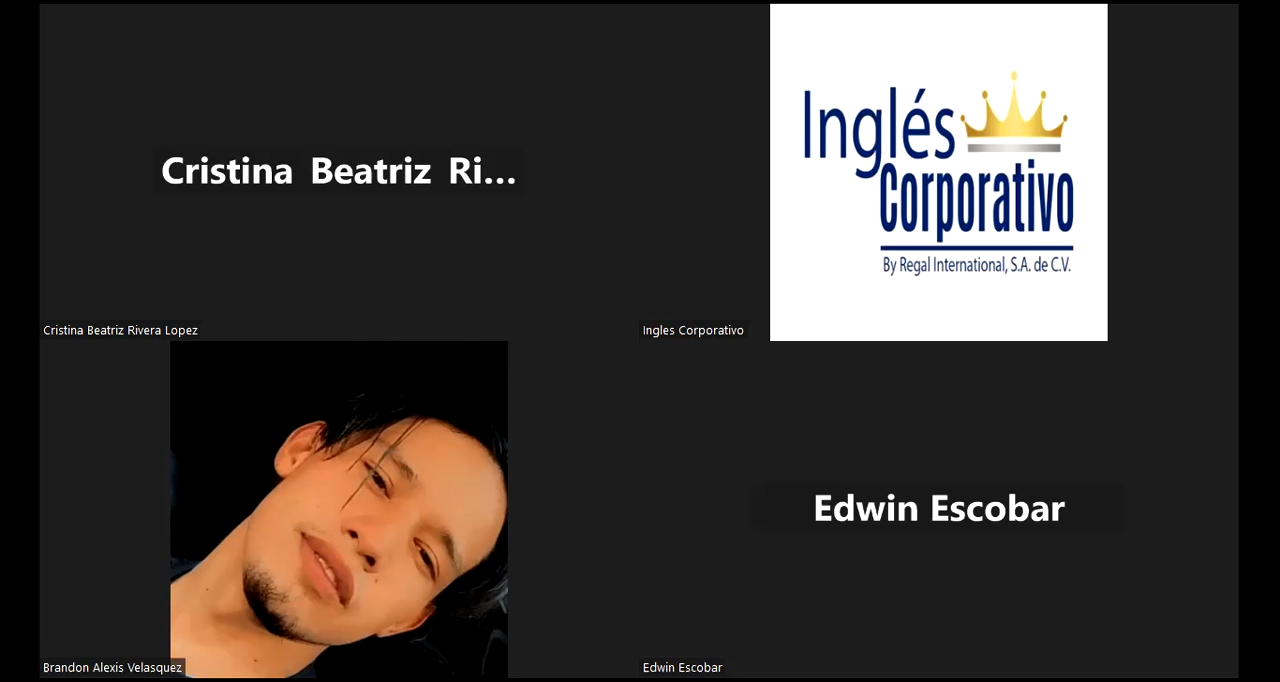 Cristina Beatriz Ri...
Inglés
Corporativo
By Regal International, S.A. de C.V.
Cristina Beatriz Rivera Lopez
Ingles Corporativo
Edwin Escobar
Brandon Alexis Velasquez
Edwin Escobar